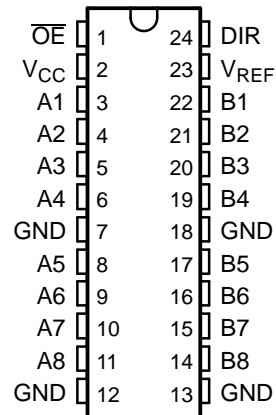 O̅E̅ 1 24 DIR
VCC 2 23 VREF
A1 3 22 B1
A2 4 21 B2
A3 5 20 B3
A4 6 19 B4
GND 7 18 GND
A5 8 17 B5
A6 9 16 B6
A7 10 15 B7
A8 11 14 B8
GND 12 13 GND